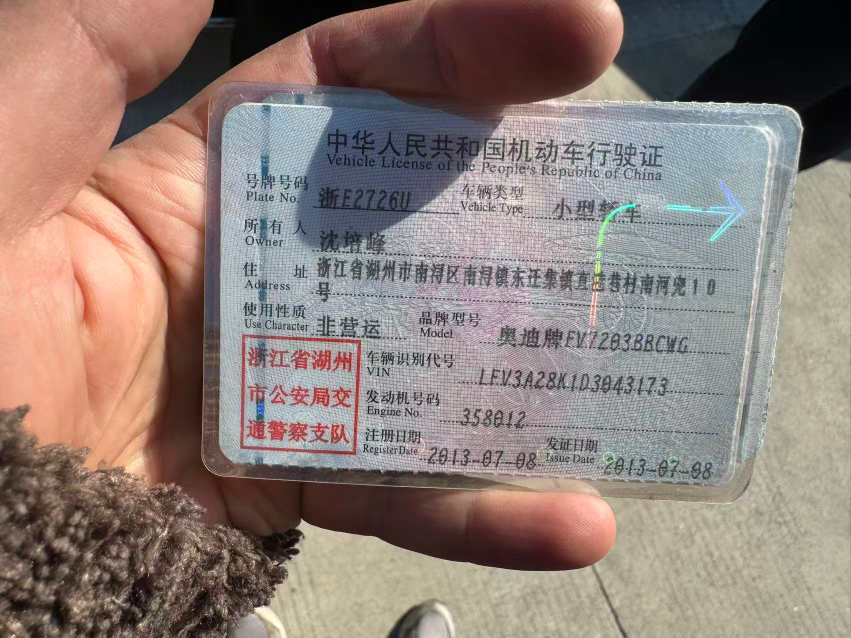 中华人民共和国机动车行驶证
Vehicle License of the People's Republic of China
号牌号码 浙E2726U 车辆类型 小型轿车
Plate No. Vehicle Type
所有人 沈培峰
Owner
住址 浙江省湖州市南浔区南浔镇东迁集镇直 巷村南河兜10
Address 号
使用性质 非营运 品牌型号 奥迪牌FV7203BBCWG
Use Character Model
浙江省湖州 车辆识别代号 LFV3A28K1D3043173
VIN
市公安局交 发动机号码 358012
Engine No.
通警察支队 注册日期 2013-07-08 发证日期 2013-07-08
Register Date Issue Date